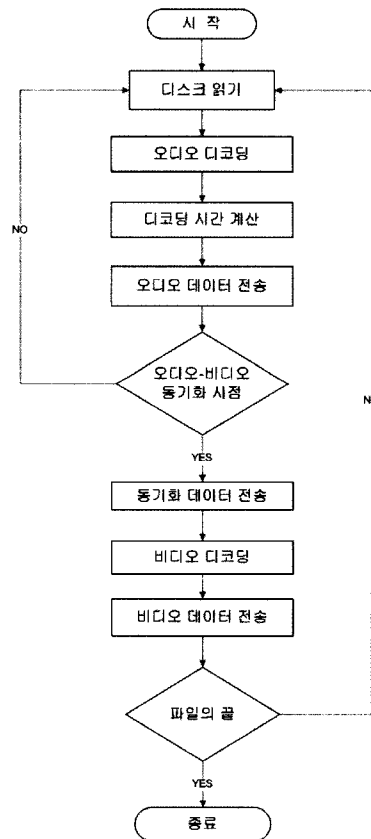 시 작
디스크 읽기
오디오 디코딩
디코딩 시간 계산
NO
오디오 데이터 전송
오디오-비디오
동기화 시점
N
YES
동기화 데이터 전송
비디오 디코딩
비디오 데이터 전송
파일의 끝
YES
종료